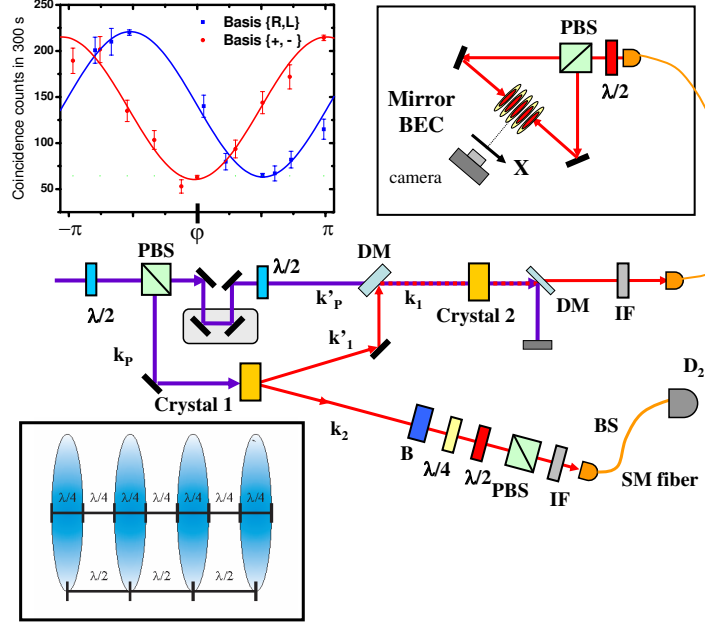 Coincidence counts in 300 s
250
200
150
100
50
Basis {R,L}
Basis {+, - }
−π
φ
π
PBS
λ/2
Mirror
BEC
X
camera
λ/2
PBS
λ/2
DM
k'P
k1
Crystal 2
DM
IF
kP
k'1
Crystal 1
k2
B
λ/4
λ/2
PBS
IF
BS
D2
SM fiber
λ/4 λ/4 λ/4 λ/4 λ/4 λ/4 λ/4
λ/2 λ/2 λ/2